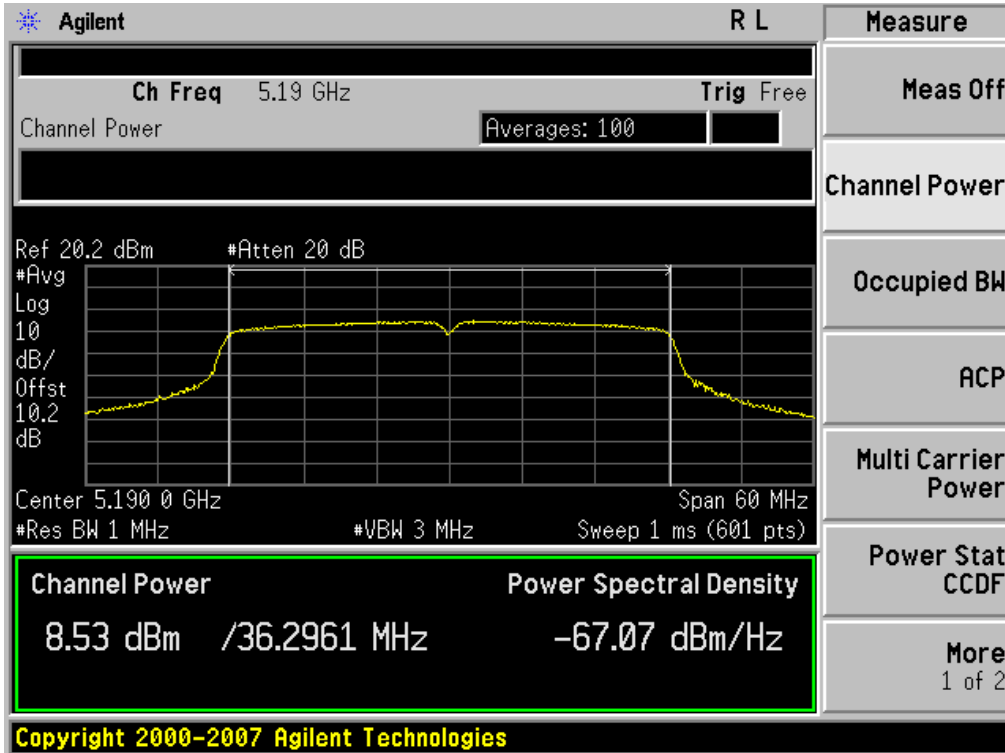 Agilent R L
Ch Freq 5.19 GHz Trig Free
Channel Power Averages: 100
Ref 20.2 dBm #Atten 20 dB
#Avg
Log
10
dB/
Offst
10.2
dB
Center 5.190 0 GHz Span 60 MHz
#Res BW 1 MHz #VBW 3 MHz Sweep 1 ms (601 pts)
Channel Power Power Spectral Density
8.53 dBm /36.2961 MHz -67.07 dBm/Hz
Copyright 2000-2007 Agilent Technologies
Measure
Meas Off
Channel Power
Occupied BW
ACP
Multi Carrier
Power
Power Stat
CCDF
More
1 of 2